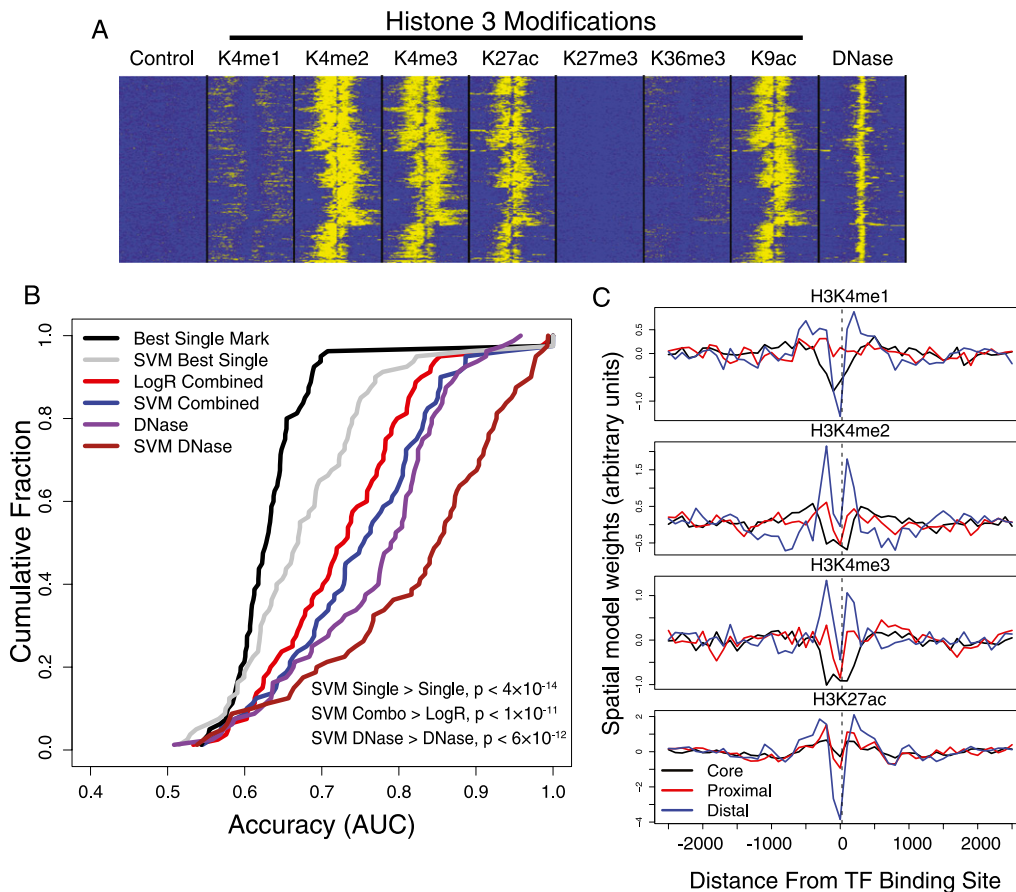 A
Histone 3 Modifications
Control K4me1 K4me2 K4me3 K27ac K27me3 K36me3 K9ac DNase
B
Cumulative Fraction
1.0
0.8
0.6
0.4
0.2
0.0
Best Single Mark
SVM Best Single
LogR Combined
SVM Combined
DNase
SVM DNase
SVM Single > Single, p < 4×10⁻¹⁴
SVM Combo > LogR, p < 1×10⁻¹¹
SVM DNase > DNase, p < 6×10⁻¹²
0.4 0.5 0.6 0.7 0.8 0.9 1.0
Accuracy (AUC)
C
Spatial model weights (arbitrary units)
H3K4me1
0.5
-1.0
H3K4me2
1.5
0.5
-0.5
H3K4me3
1.0
0.0
-1.0
H3K27ac
2
0
-2
-4
Core
Proximal
Distal
-2000 -1000 0 1000 2000
Distance From TF Binding Site